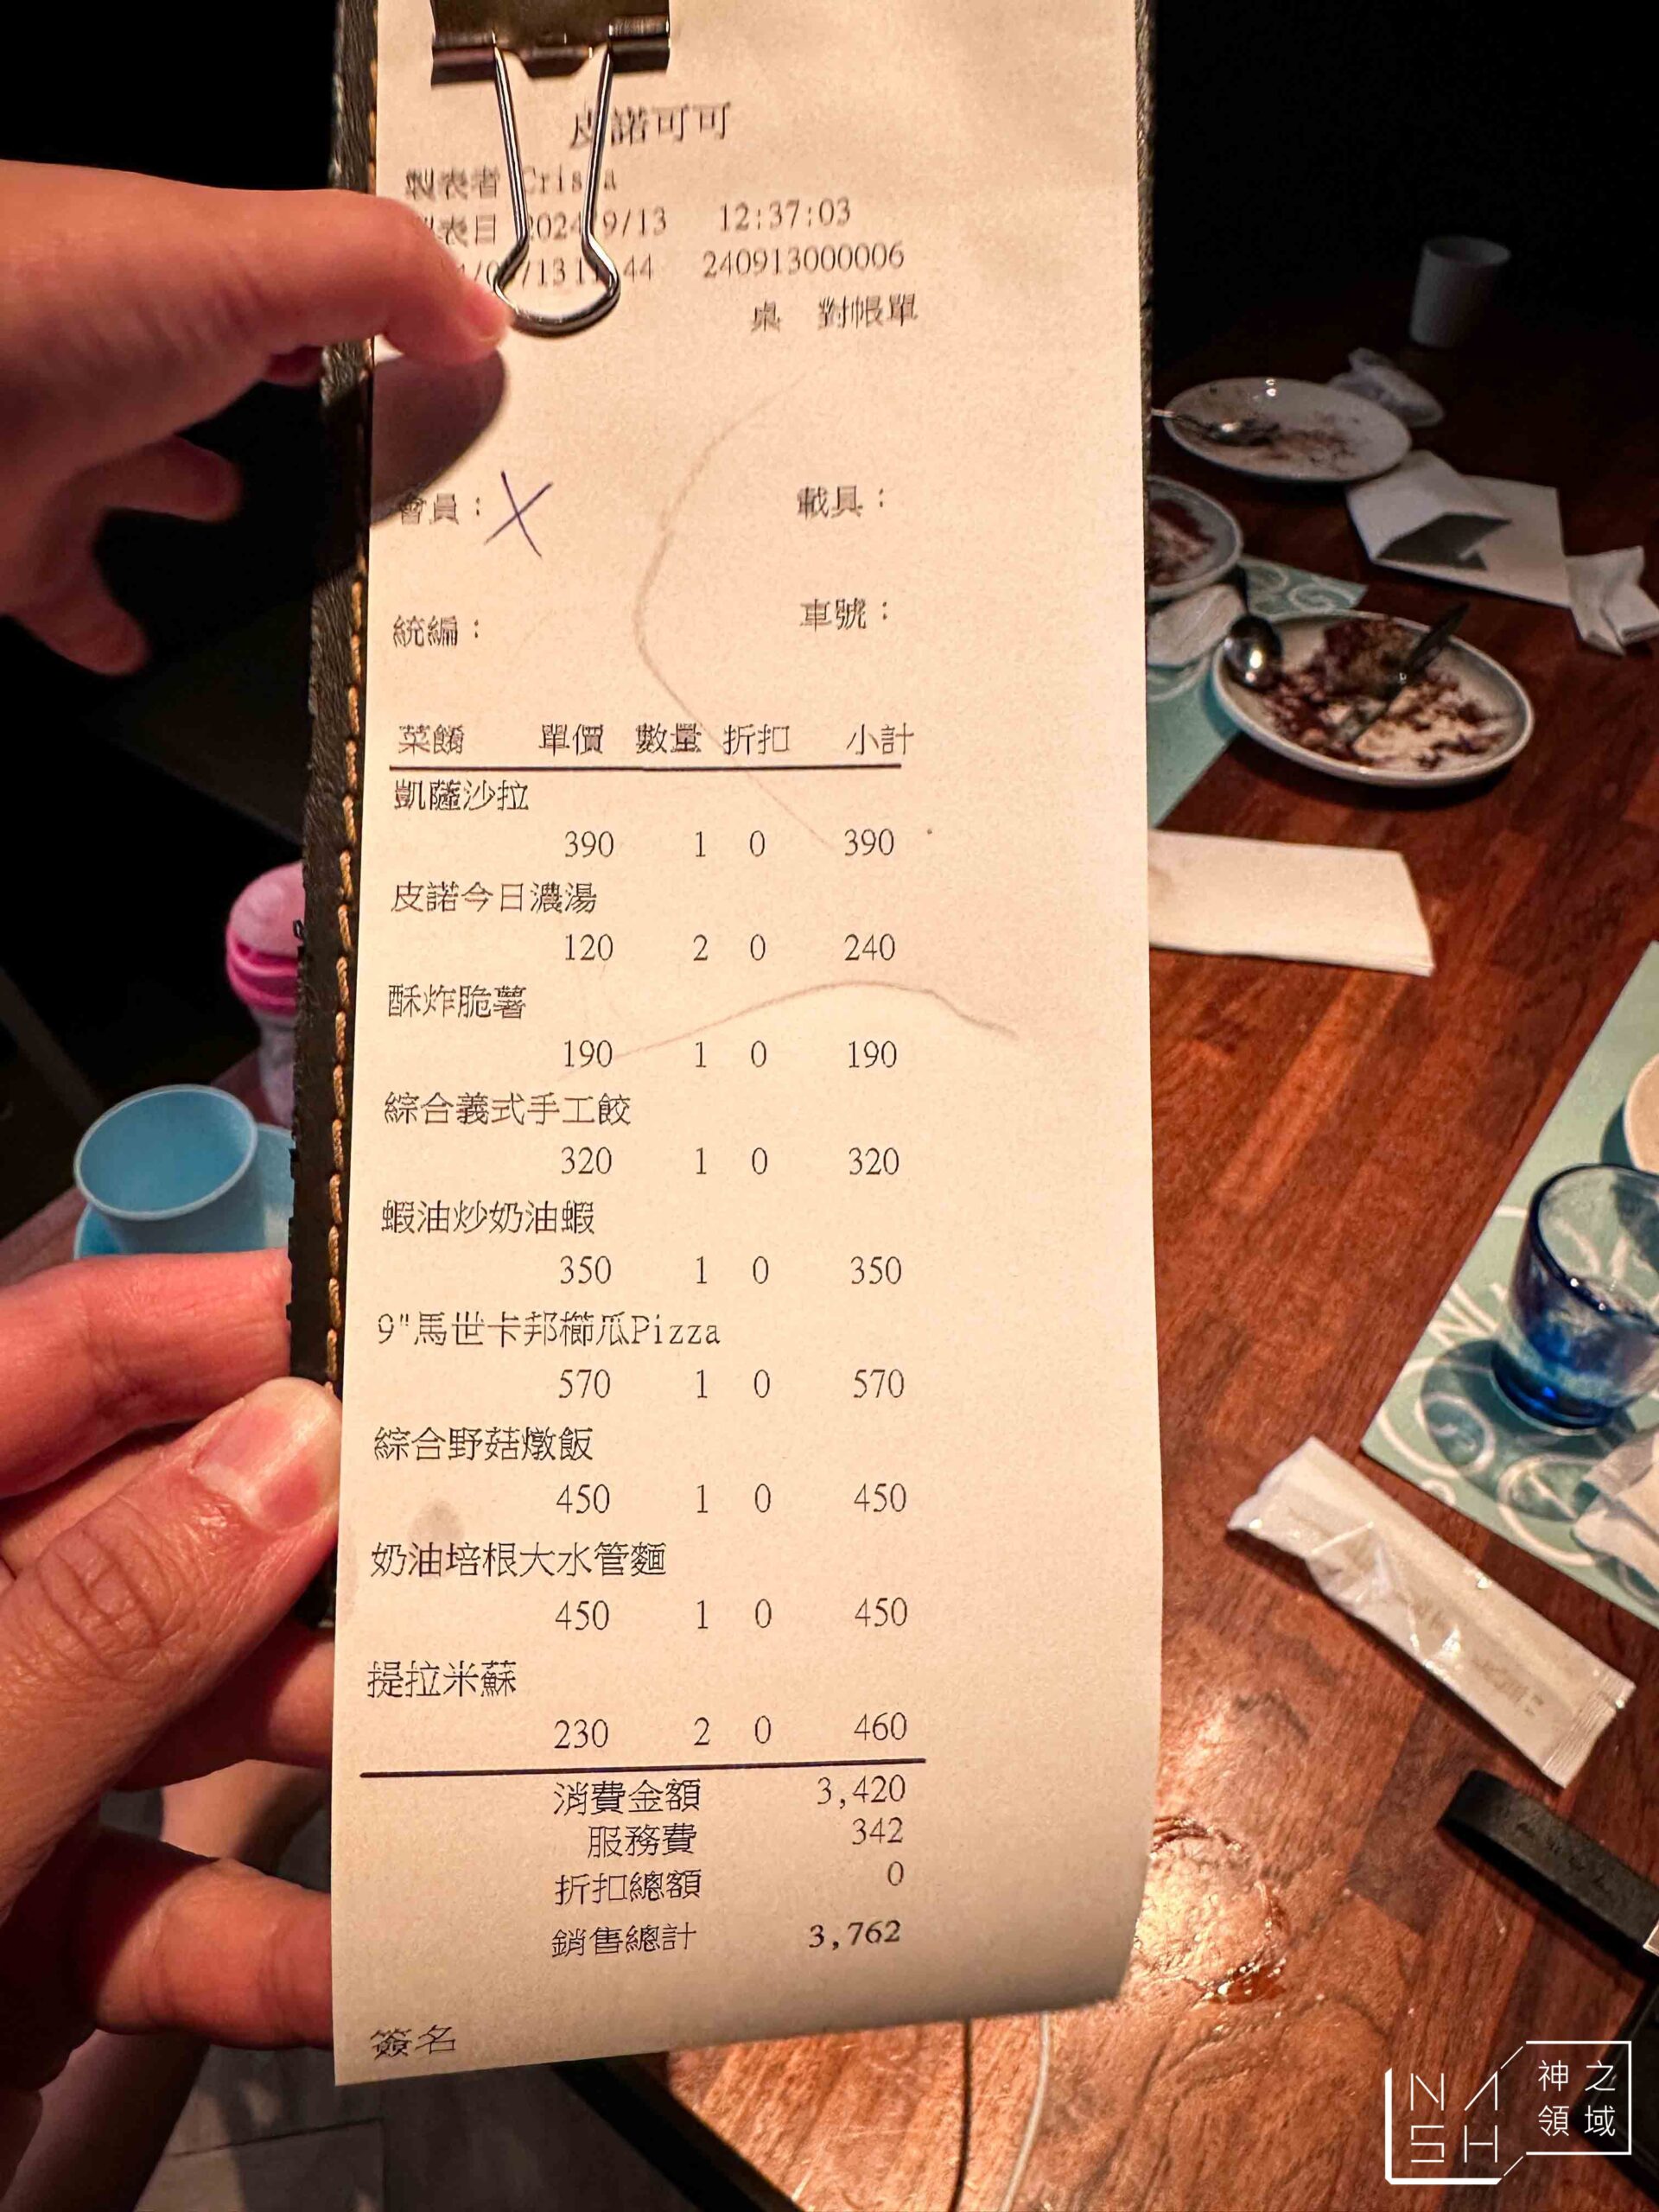 皮諾可可
製表者 Crissa
製表日 2024/9/13 12:37:03
/13 11:44 240913000006
桌 對帳單
會員： X 載具：
統編： 車號：
菜餚 單價 數量 折扣 小計
凱薩沙拉
390 1 0 390
皮諾今日濃湯
120 2 0 240
酥炸脆薯
190 1 0 190
綜合義式手工餃
320 1 0 320
蝦油炒奶油蝦
350 1 0 350
9"馬世卡邦櫛瓜Pizza
570 1 0 570
綜合野菇燉飯
450 1 0 450
奶油培根大水管麵
450 1 0 450
提拉米蘇
230 2 0 460
消費金額 3,420
服務費 342
折扣總額 0
銷售總計 3,762
簽名
NASH 神之領域